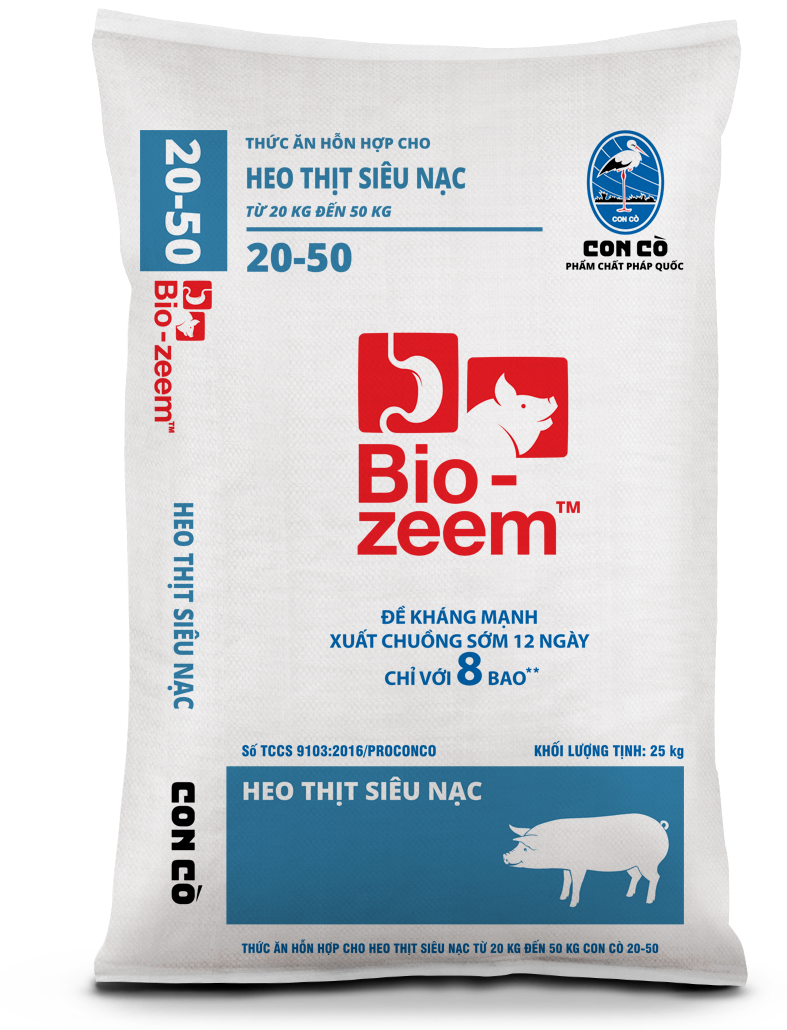 THỨC ĂN HỖN HỢP CHO
HEO THỊT SIÊU NẠC
TỪ 20 KG ĐẾN 50 KG
20-50
CON CÒ
CON CÒ
PHẨM CHẤT PHÁP QUỐC
20-50
Bio-zeem™
HEO THỊT SIÊU NẠC
CON CÒ
Bio-
zeem™
ĐỀ KHÁNG MẠNH
XUẤT CHUỒNG SỚM 12 NGÀY
CHỈ VỚI 8 BAO**
Số TCCS 9103:2016/PROCONCO
KHỐI LƯỢNG TỊNH: 25 kg
HEO THỊT SIÊU NẠC
THỨC ĂN HỖN HỢP CHO HEO THỊT SIÊU NẠC TỪ 20 KG ĐẾN 50 KG CON CÒ 20-50